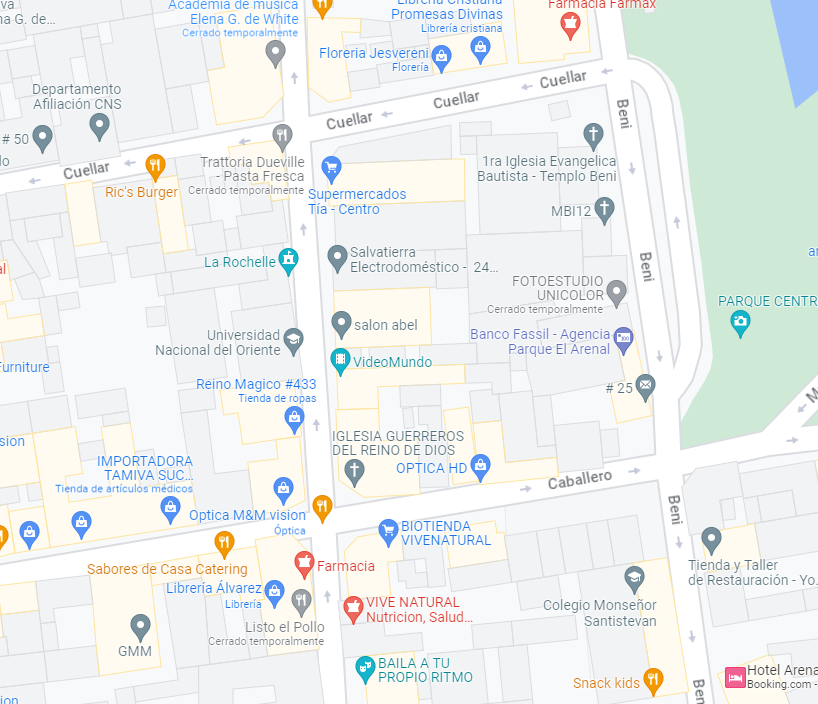 Academia de musica
Elena G. de White
Cerrado temporalmente
na G. de...
Promesas Divinas
Librería cristiana
Farmacia Farmax
Floreria Jesvereni
Florería
Departamento
Afiliación CNS
# 50
Cuellar
Cuellar
Cuellar
Cuellar
Beni
Trattoria Dueville
- Pasta Fresca
Cerrado temporalmente
Ric's Burger
Supermercados
Tía - Centro
1ra Iglesia Evangelica
Bautista - Templo Beni
MBI12
La Rochelle
Salvatierra
Electrodoméstico - 24...
Beni
FOTOESTUDIO
UNICOLOR
Cerrado temporalmente
PARQUE CENTR
salon abel
Universidad
Nacional del Oriente
Banco Fassil - Agencia
Parque El Arenal
VideoMundo
Furniture
Reino Magico #433
Tienda de ropas
# 25
IGLESIA GUERREROS
DEL REINO DE DIOS
OPTICA HD
IMPORTADORA
TAMIVA SUC...
Tienda de artículos médicos
Caballero
Beni
Optica M&M vision
Óptica
BIOTIENDA
VIVENATURAL
Sabores de Casa Catering
Farmacia
Tienda y Taller
de Restauración - Yo...
Librería Álvarez
Librería
VIVE NATURAL
Nutricion, Salud...
Colegio Monseñor
Santistevan
Listo el Pollo
Cerrado temporalmente
GMM
BAILA A TU
PROPIO RITMO
Snack kids
Hotel Arena
Booking.com -
Ben